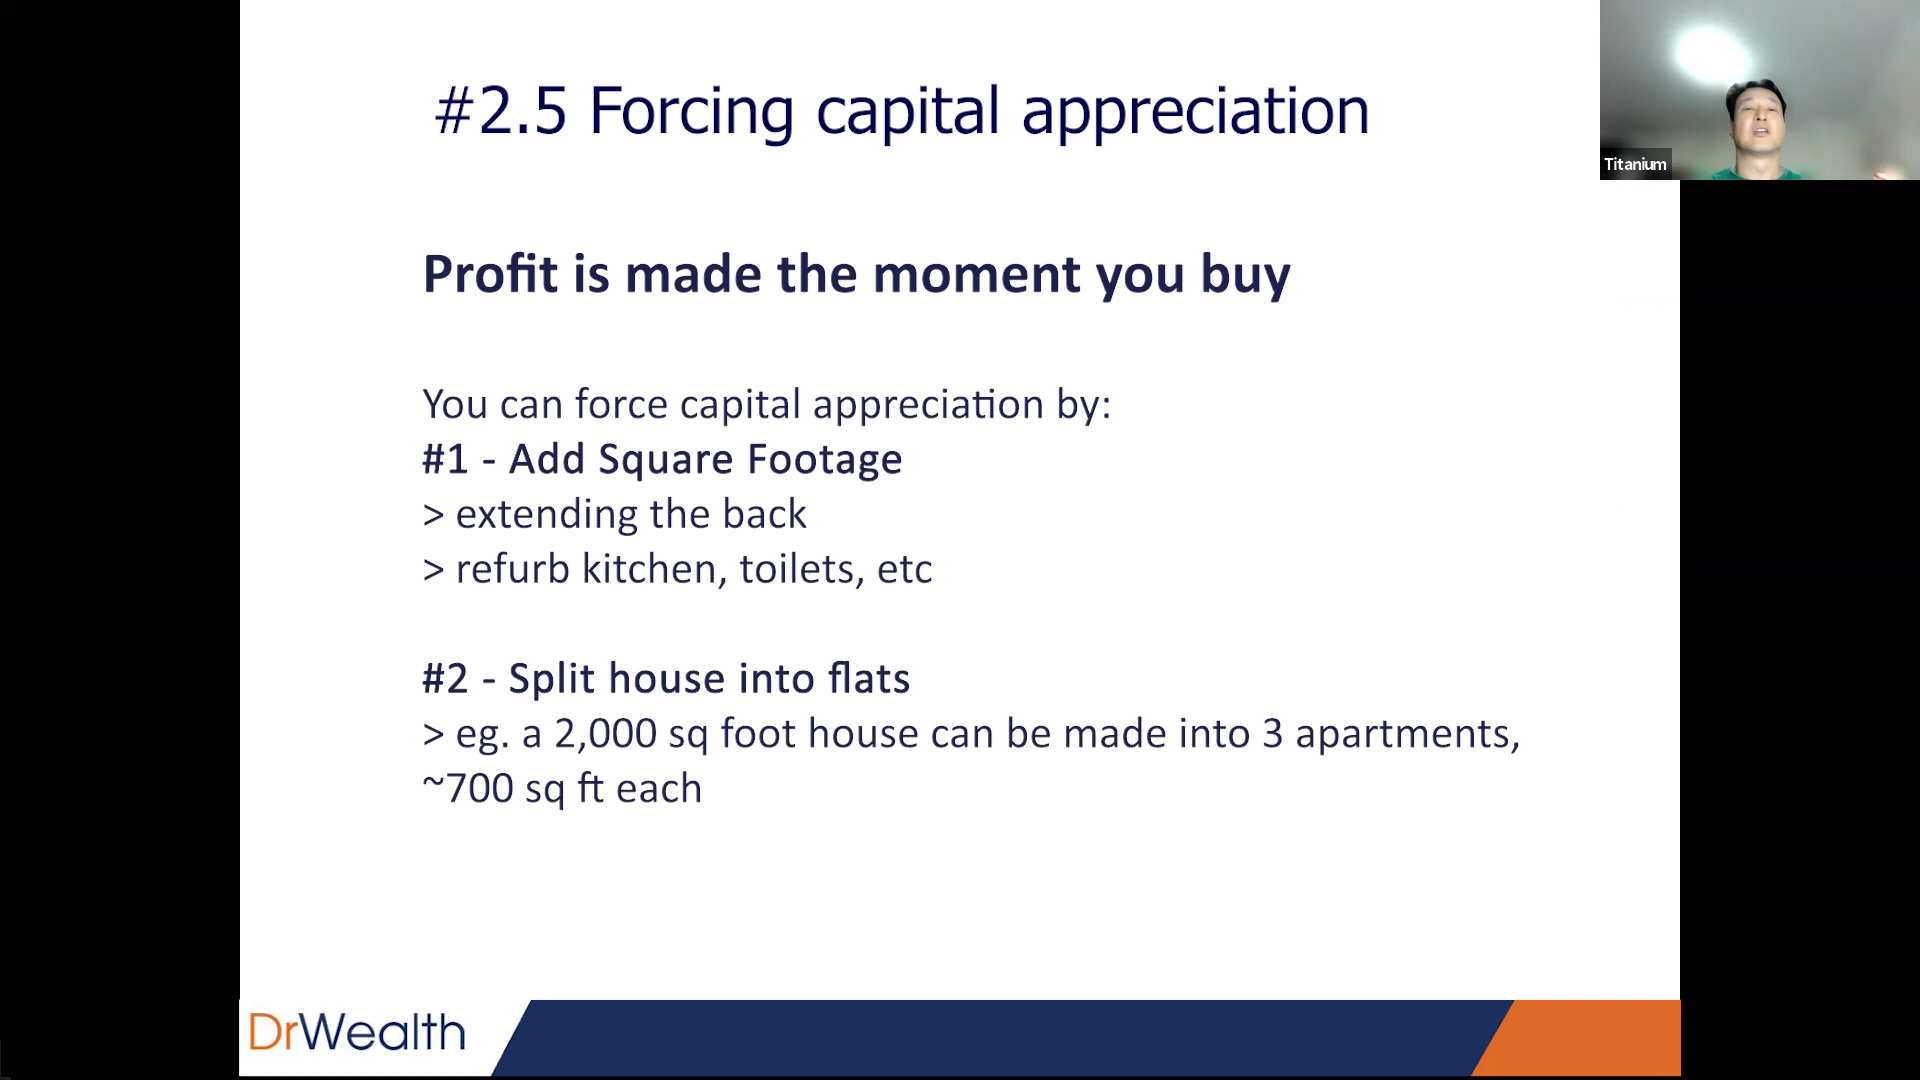 #2.5 Forcing capital appreciation
Titanium
Profit is made the moment you buy
You can force capital appreciation by:
#1 - Add Square Footage
> extending the back
> refurb kitchen, toilets, etc
#2 - Split house into flats
> eg. a 2,000 sq foot house can be made into 3 apartments,
~700 sq ft each
DrWealth